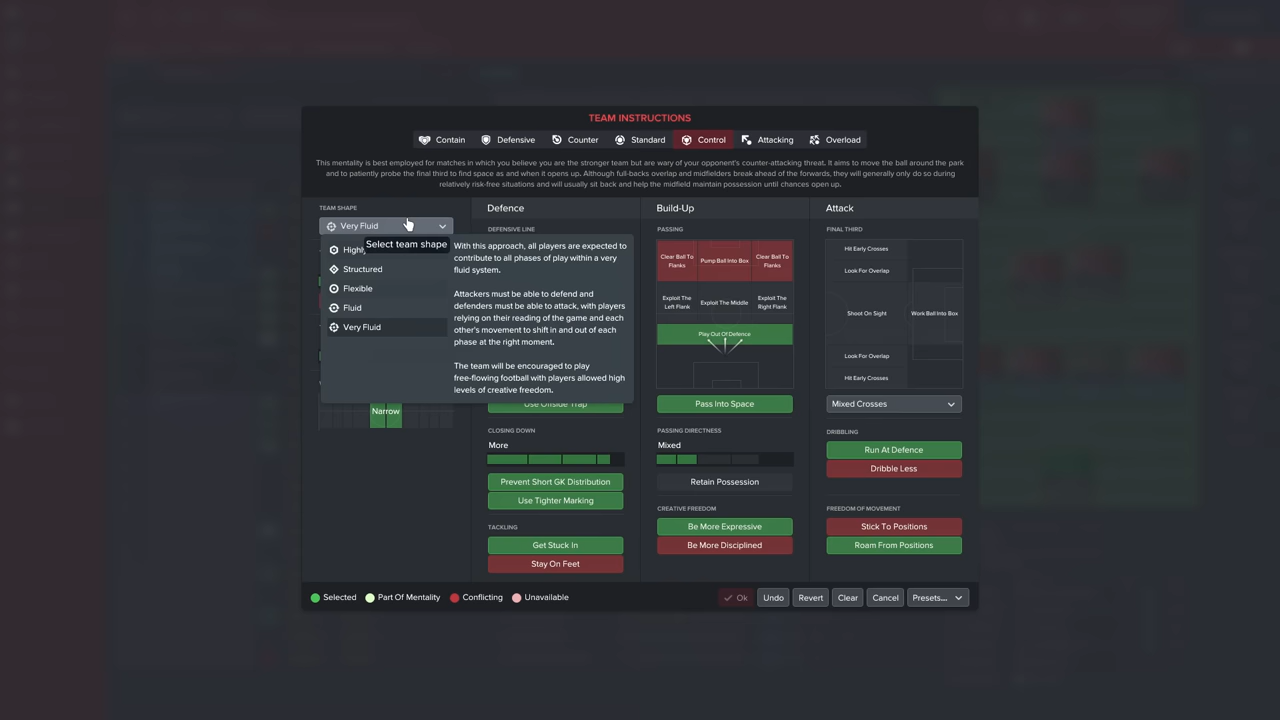 TEAM INSTRUCTIONS
Contain
Defensive
Counter
Standard
Control
Attacking
Overload
This mentality is best employed for matches in which you believe you are the stronger team but are wary of your opponent's counter-attacking threat. It aims to move the ball around the park
and to patiently probe the final third to find space as and when it opens up. Although full-backs overlap and midfielders break ahead of the forwards, they will generally only do so during
relatively risk-free situations and will usually sit back and help the midfield maintain possession until chances open up.
TEAM SHAPE
Very Fluid
Select team shape
Structured
Flexible
Fluid
Very Fluid
With this approach, all players are expected to
contribute to all phases of play within a very
fluid system.
Attackers must be able to defend and
defenders must be able to attack, with players
relying on their reading of the game and each
other's movement to shift in and out of each
phase at the right moment.
The team will be encouraged to play
free-flowing football with players allowed high
levels of creative freedom.
Narrow
Defence
DEFENSIVE LINE
Use Offside Trap
CLOSING DOWN
More
Prevent Short GK Distribution
Use Tighter Marking
TACKLING
Get Stuck In
Stay On Feet
Build-Up
PASSING
Clear Ball To
Flanks
Pump Ball Into Box
Clear Ball To
Flanks
Exploit The
Left Flank
Exploit The Middle
Exploit The
Right Flank
Play Out Of Defence
Pass Into Space
PASSING DIRECTNESS
Mixed
Retain Possession
CREATIVE FREEDOM
Be More Expressive
Be More Disciplined
Attack
FINAL THIRD
Hit Early Crosses
Look For Overlap
Shoot On Sight
Work Ball Into Box
Look For Overlap
Hit Early Crosses
Mixed Crosses
DRIBBLING
Run At Defence
Dribble Less
FREEDOM OF MOVEMENT
Stick To Positions
Roam From Positions
Selected
Part Of Mentality
Conflicting
Unavailable
Ok
Undo
Revert
Clear
Cancel
Presets...